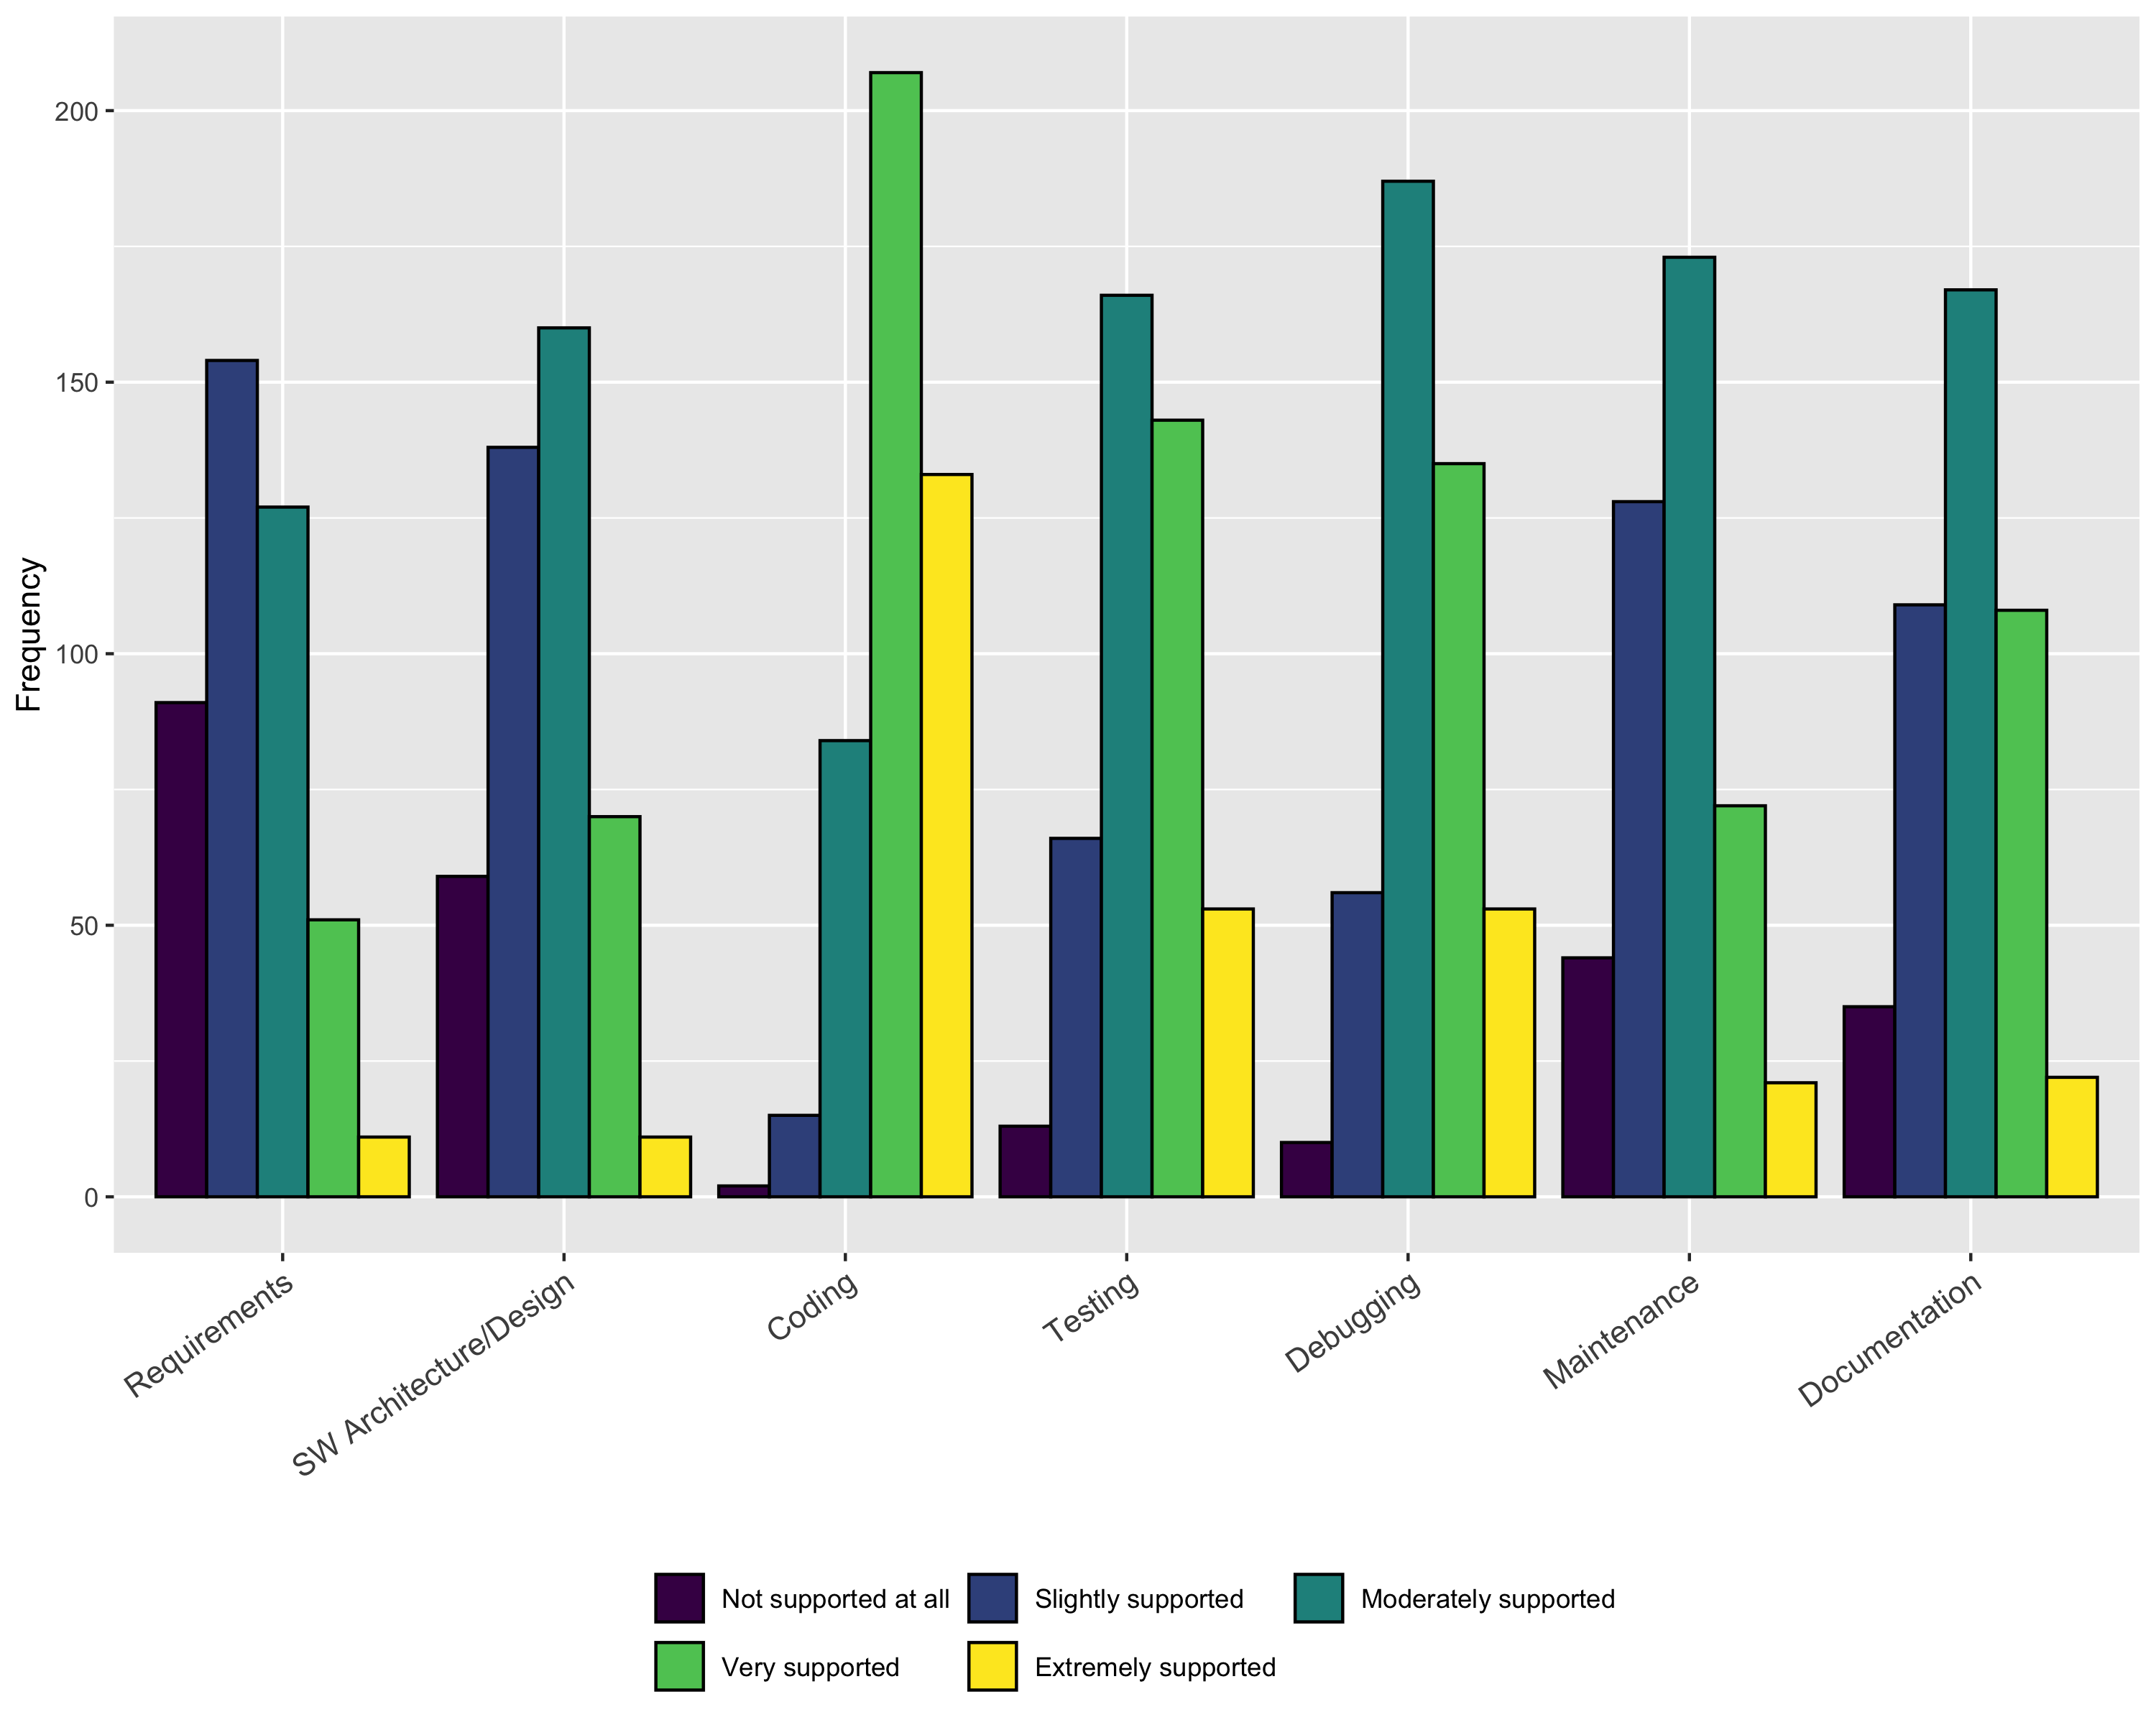 Frequency
200
150
100
50
0
Requirements
SW Architecture/Design
Coding
Testing
Debugging
Maintenance
Documentation
Not supported at all
Slightly supported
Moderately supported
Very supported
Extremely supported